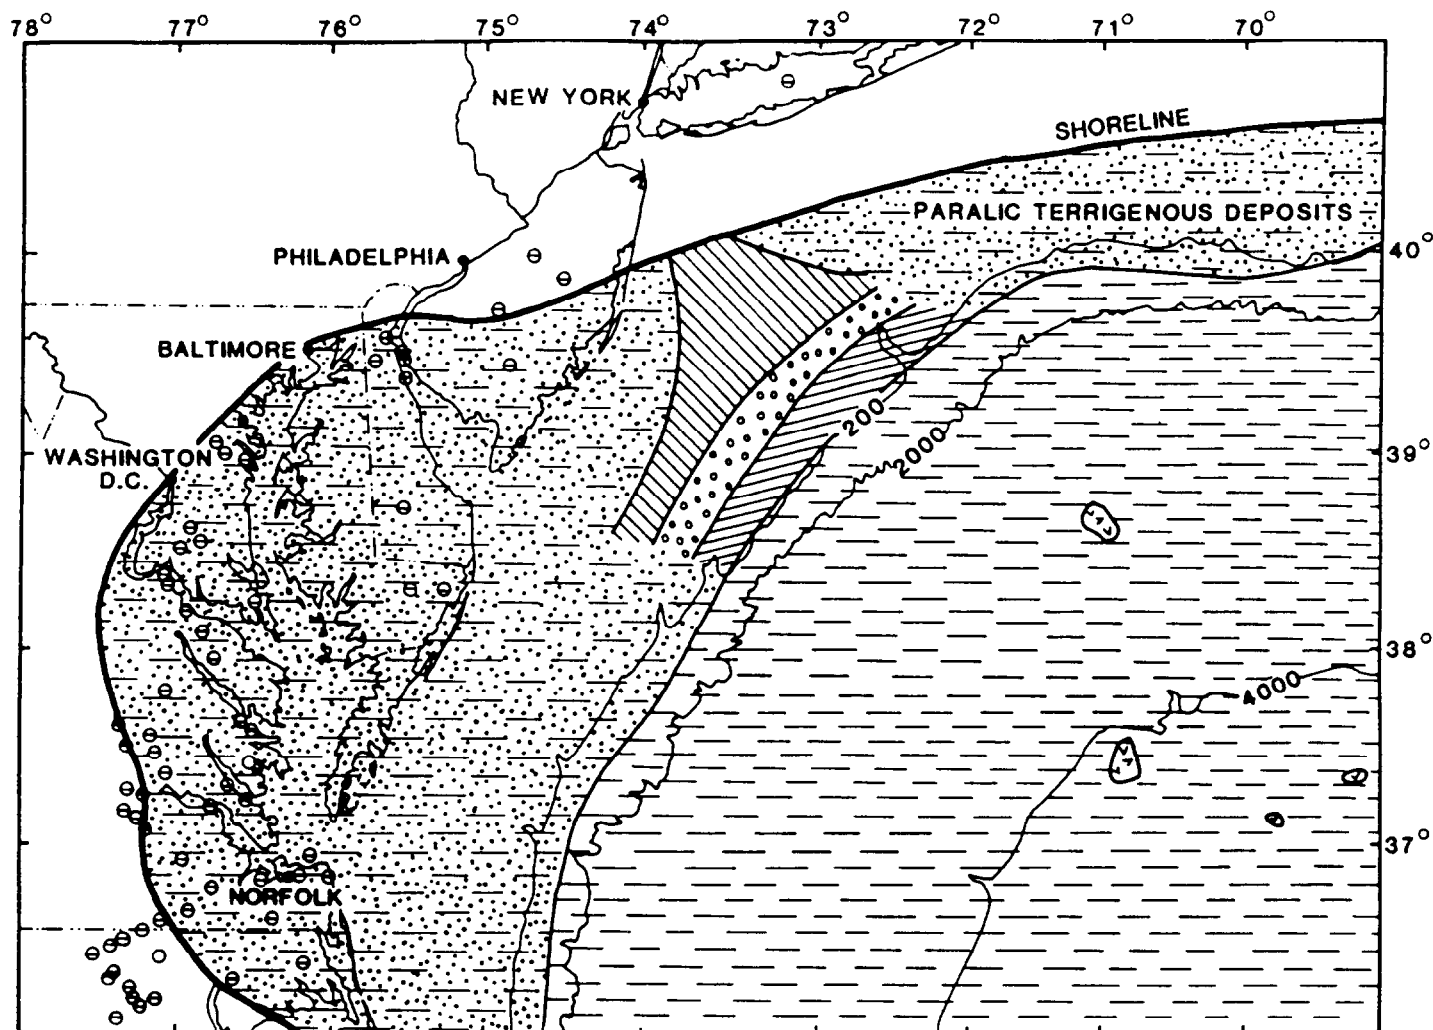 78° 77° 76° 75° 74° 73° 72° 71° 70°
NEW YORK
SHORELINE
PARALIC TERRIGENOUS DEPOSITS
PHILADELPHIA
40°
BALTIMORE
200
2000
39°
WASHINGTON
D.C.
38°
4000
37°
NORFOLK